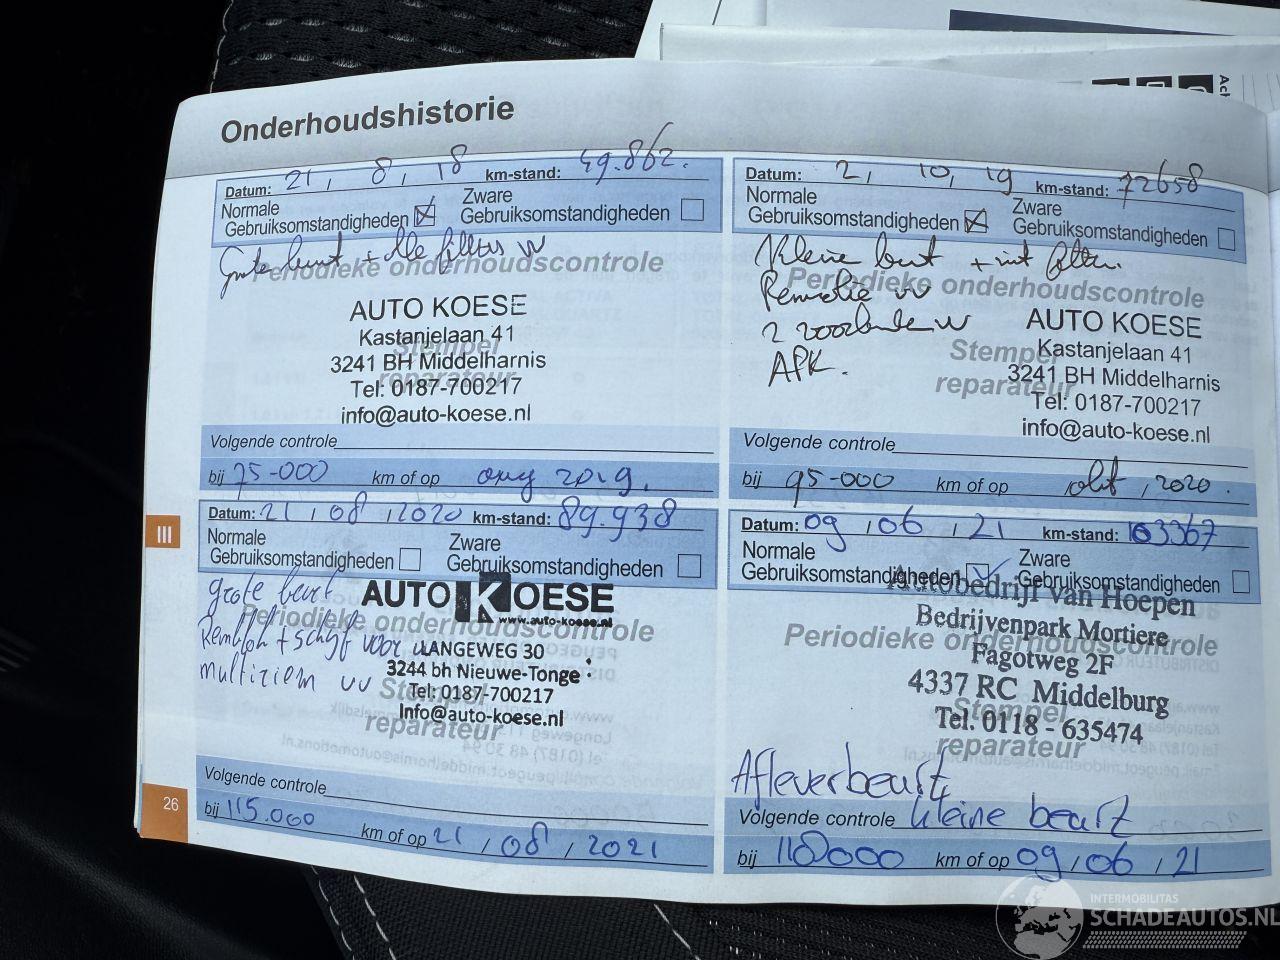 Onderhoudshistorie
Datum: 21, 8, 18 km-stand: 49.862.
Normale
Gebruiksomstandigheden
Zware
Gebruiksomstandigheden
Grote beurt + alle filters vv
Periodieke onderhoudscontrole
AUTO KOESE
Kastanjelaan 41
Stempel
3241 BH Middelharnis
reparateur
Tel: 0187-700217
info@auto-koese.nl
Volgende controle
bij 75-000 km of op aug 2019.
Datum: 2, 10, 19 km-stand: 72658
Normale
Gebruiksomstandigheden
Zware
Gebruiksomstandigheden
Kleine beurt + int filter.
Periodieke onderhoudscontrole
Remolie vv
AUTO KOESE
2 voorbanden vv
Stempel
Kastanjelaan 41
APK.
reparateur
3241 BH Middelharnis
Tel: 0187-700217
info@auto-koese.nl
Volgende controle
bij 95-000 km of op okt, 2020.
III
Datum: 21, 08, 2020 km-stand: 89.938
Normale
Gebruiksomstandigheden
Zware
Gebruiksomstandigheden
grote beurt
AUTO KOESE
www.auto-koese.nl
Periodieke onderhoudscontrole
Remblok + schijf voor
LANGEWEG 30
multiriem vv
3244 bh Nieuwe-Tonge
Stempel
Tel: 0187-700217
reparateur
Info@auto-koese.nl
Volgende controle
bij 115.000 km of op 21, 08, 2021
Datum: 09, 06, 21 km-stand: 103367
Normale
Gebruiksomstandigheden
Zware
Gebruiksomstandigheden
Autobedrijf van Hoepen
Bedrijvenpark Mortiere
Periodieke onderhoudscontrole
Fagotweg 2F
4337 RC Middelburg
Stempel
Tel. 0118 - 635474
reparateur
Afleverbeurt,
Volgende controle kleine beurt
bij 118000 km of op 09, 06, 21
26
INTERMOBILITAS
SCHADEAUTOS.NL